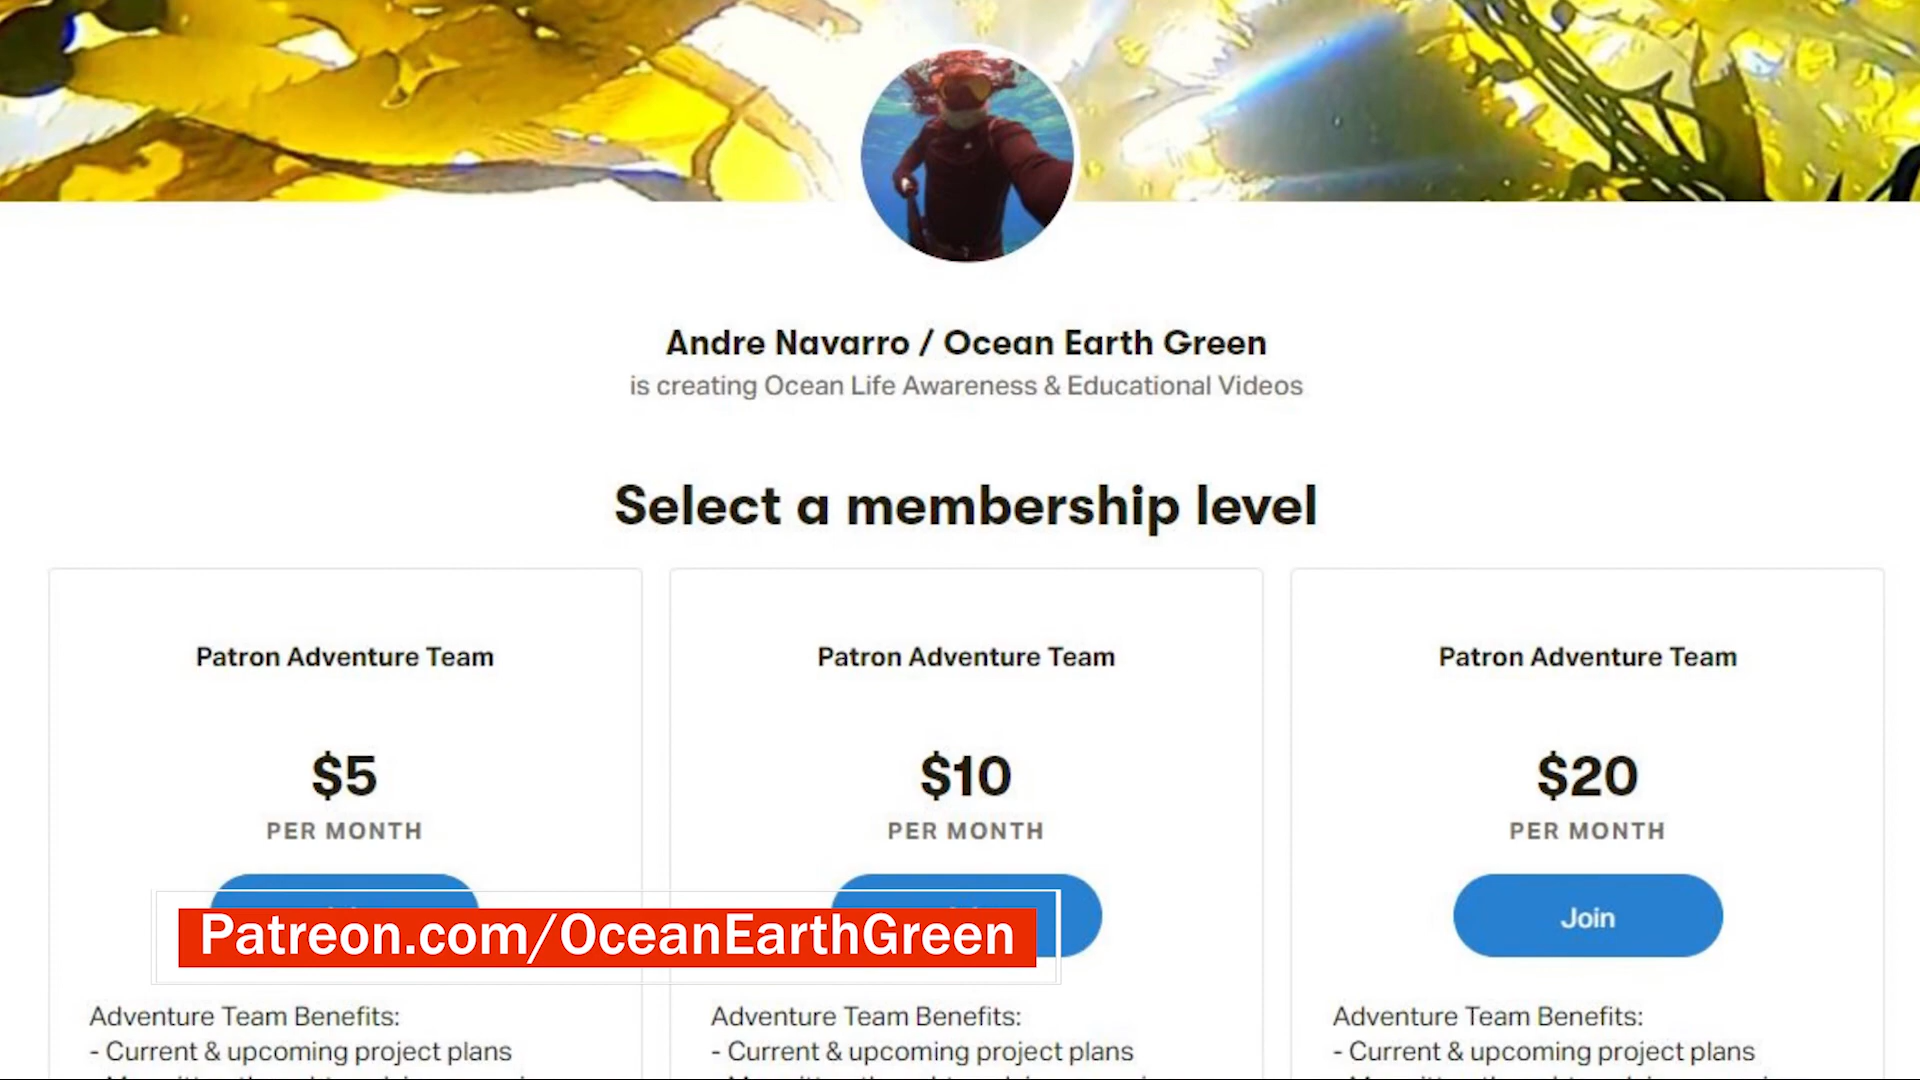 Andre Navarro / Ocean Earth Green
is creating Ocean Life Awareness & Educational Videos
Select a membership level
Patron Adventure Team
$5
PER MONTH
Patron Adventure Team
$10
PER MONTH
Patron Adventure Team
$20
PER MONTH
Join
Patreon.com/OceanEarthGreen
Adventure Team Benefits:
- Current & upcoming project plans
Adventure Team Benefits:
- Current & upcoming project plans
Adventure Team Benefits:
- Current & upcoming project plans